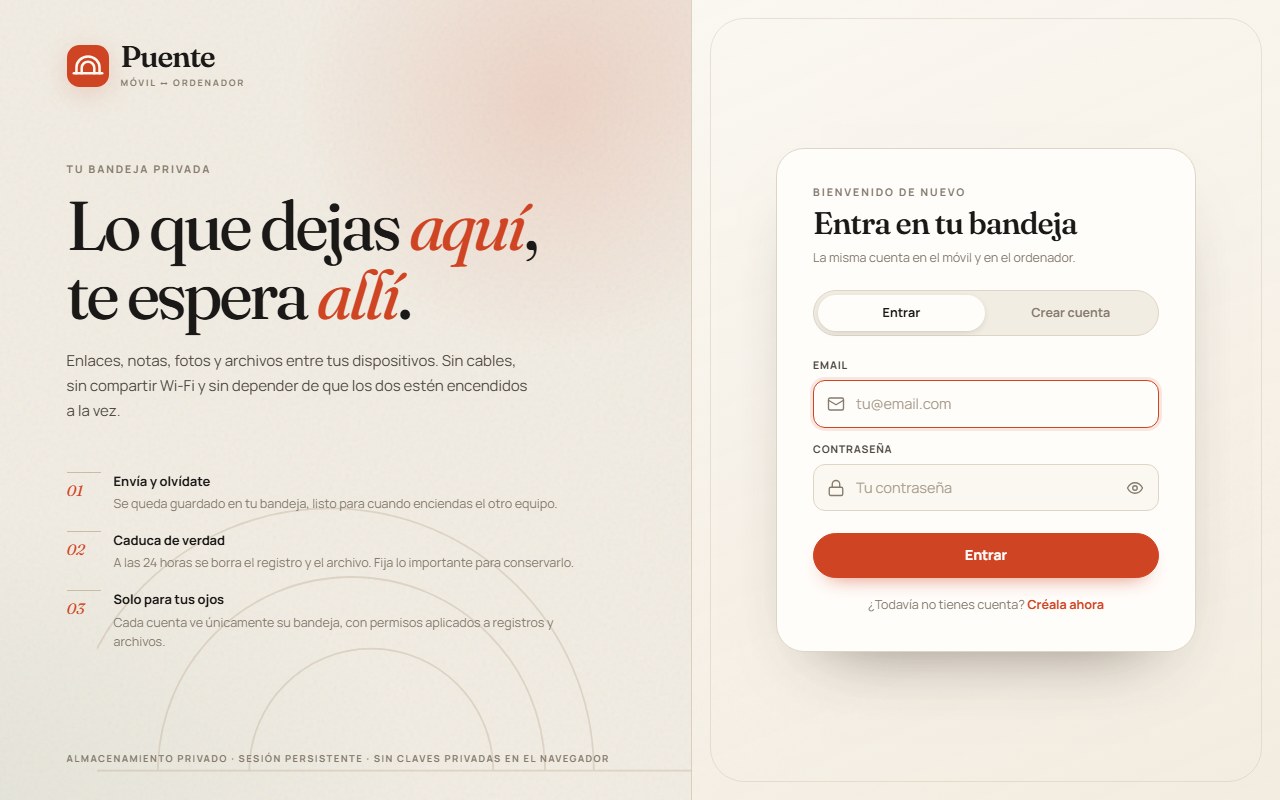 Puente
MÓVIL ↔ ORDENADOR
TU BANDEJA PRIVADA
Lo que dejas aquí,
te espera allí.
Enlaces, notas, fotos y archivos entre tus dispositivos. Sin cables,
sin compartir Wi-Fi y sin depender de que los dos estén encendidos
a la vez.
01
Envía y olvídate
Se queda guardado en tu bandeja, listo para cuando enciendas el otro equipo.
02
Caduca de verdad
A las 24 horas se borra el registro y el archivo. Fija lo importante para conservarlo.
03
Solo para tus ojos
Cada cuenta ve únicamente su bandeja, con permisos aplicados a registros y
archivos.
ALMACENAMIENTO PRIVADO · SESIÓN PERSISTENTE · SIN CLAVES PRIVADAS EN EL NAVEGADOR
BIENVENIDO DE NUEVO
Entra en tu bandeja
La misma cuenta en el móvil y en el ordenador.
Entrar
Crear cuenta
EMAIL
tu@email.com
CONTRASEÑA
Tu contraseña
Entrar
¿Todavía no tienes cuenta? Créala ahora